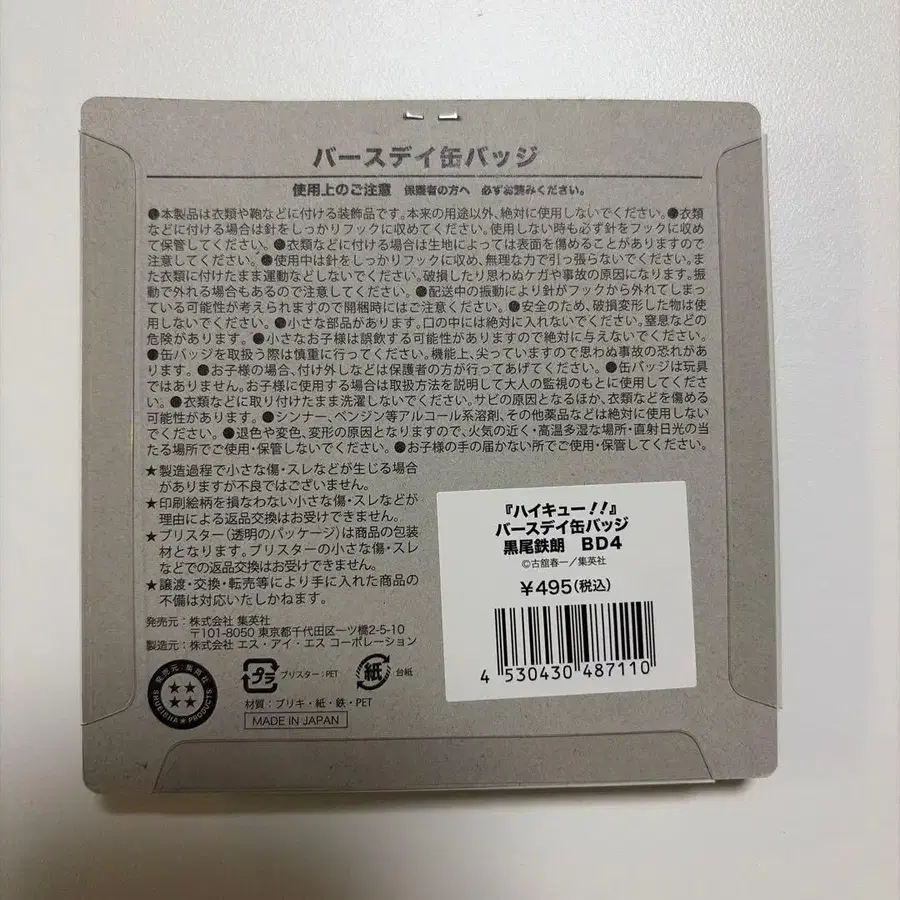 バースデイ缶バッジ
使用上のご注意 保護者の方へ 必ずお読みください。
●本製品は衣類や鞄などに付ける装飾品です。本来の用途以外、絶対に使用しないでください。●衣類
などに付ける場合は針をしっかりフックに収めてください。使用しない時も必ず針をフックに収め
て保管してください。●衣類などに付ける場合は生地によっては表面を傷めることがありますので
注意してください。●使用中は針をしっかりフックに収め、無理な力で引っ張らないでください。ま
た衣類に付けたまま運動などしないでください。破損したり思わぬケガや事故の原因になります。振
動で外れる場合もあるので注意してください。●配送中の振動により針がフックから外れてしまっ
ている可能性が考えられますので開梱時にはご注意ください。●安全のため、破損変形した物は使
用しないでください。●小さな部品があります。口の中には絶対に入れないでください。窒息などの
危険があります。●小さなお子様は誤飲する可能性がありますので絶対に与えないでください。
●缶バッジを取扱う際は慎重に行ってください。機能上、尖っていますので思わぬ事故の恐れがあ
ります。●お子様の場合、付け外しなどは保護者の方が行ってあげてください。●缶バッジは玩具
ではありません。お子様に使用する場合は取扱方法を説明して大人の監視のもとに使用してくださ
い。●衣類などに取り付けたまま洗濯しないでください。サビの原因となるほか、衣類などを傷める
可能性があります。●シンナー、ベンジン等アルコール系溶剤、その他薬品などは絶対に使用しない
でください。●退色や変色、変形の原因となりますので、火気の近く・高温多湿な場所・直射日光の当
たる場所でご使用・保管しないでください。●お子様の手の届かない所でご使用・保管してください。
★製造過程で小さな傷・スレなどが生じる場合
がありますが不良ではございません。
★印刷絵柄を損なわない小さな傷・スレなどが
理由による返品交換はお受けできません。
★ブリスター(透明のパッケージ)は商品の包装
材となります。ブリスターの小さな傷・スレ
などでの返品交換はお受けできません。
★譲渡・交換・転売等により手に入れた商品の
不備は対応いたしかねます。
発売元:株式会社 集英社
〒101-8050 東京都千代田区一ツ橋2-5-10
製造元:株式会社 エス・アイ・エス コーポレーション
発売元:集英社
SHUEISHA★PRODUCTS
プラ ブリスター:PET 紙 台紙
材質:ブリキ・紙・鉄・PET
MADE IN JAPAN
『ハイキュー!!』
バースデイ缶バッジ
黒尾鉄朗 BD4
©古舘春一/集英社
¥495(税込)
4 530430 487110